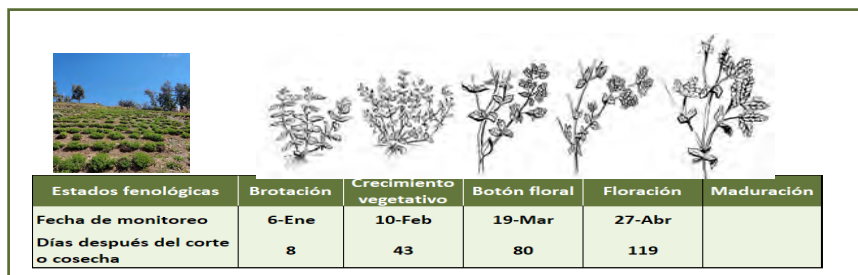 Estados fenológicas Brotación Crecimiento vegetativo Botón floral Floración Maduración
Fecha de monitoreo 6-Ene 10-Feb 19-Mar 27-Abr
Días después del corte o cosecha 8 43 80 119